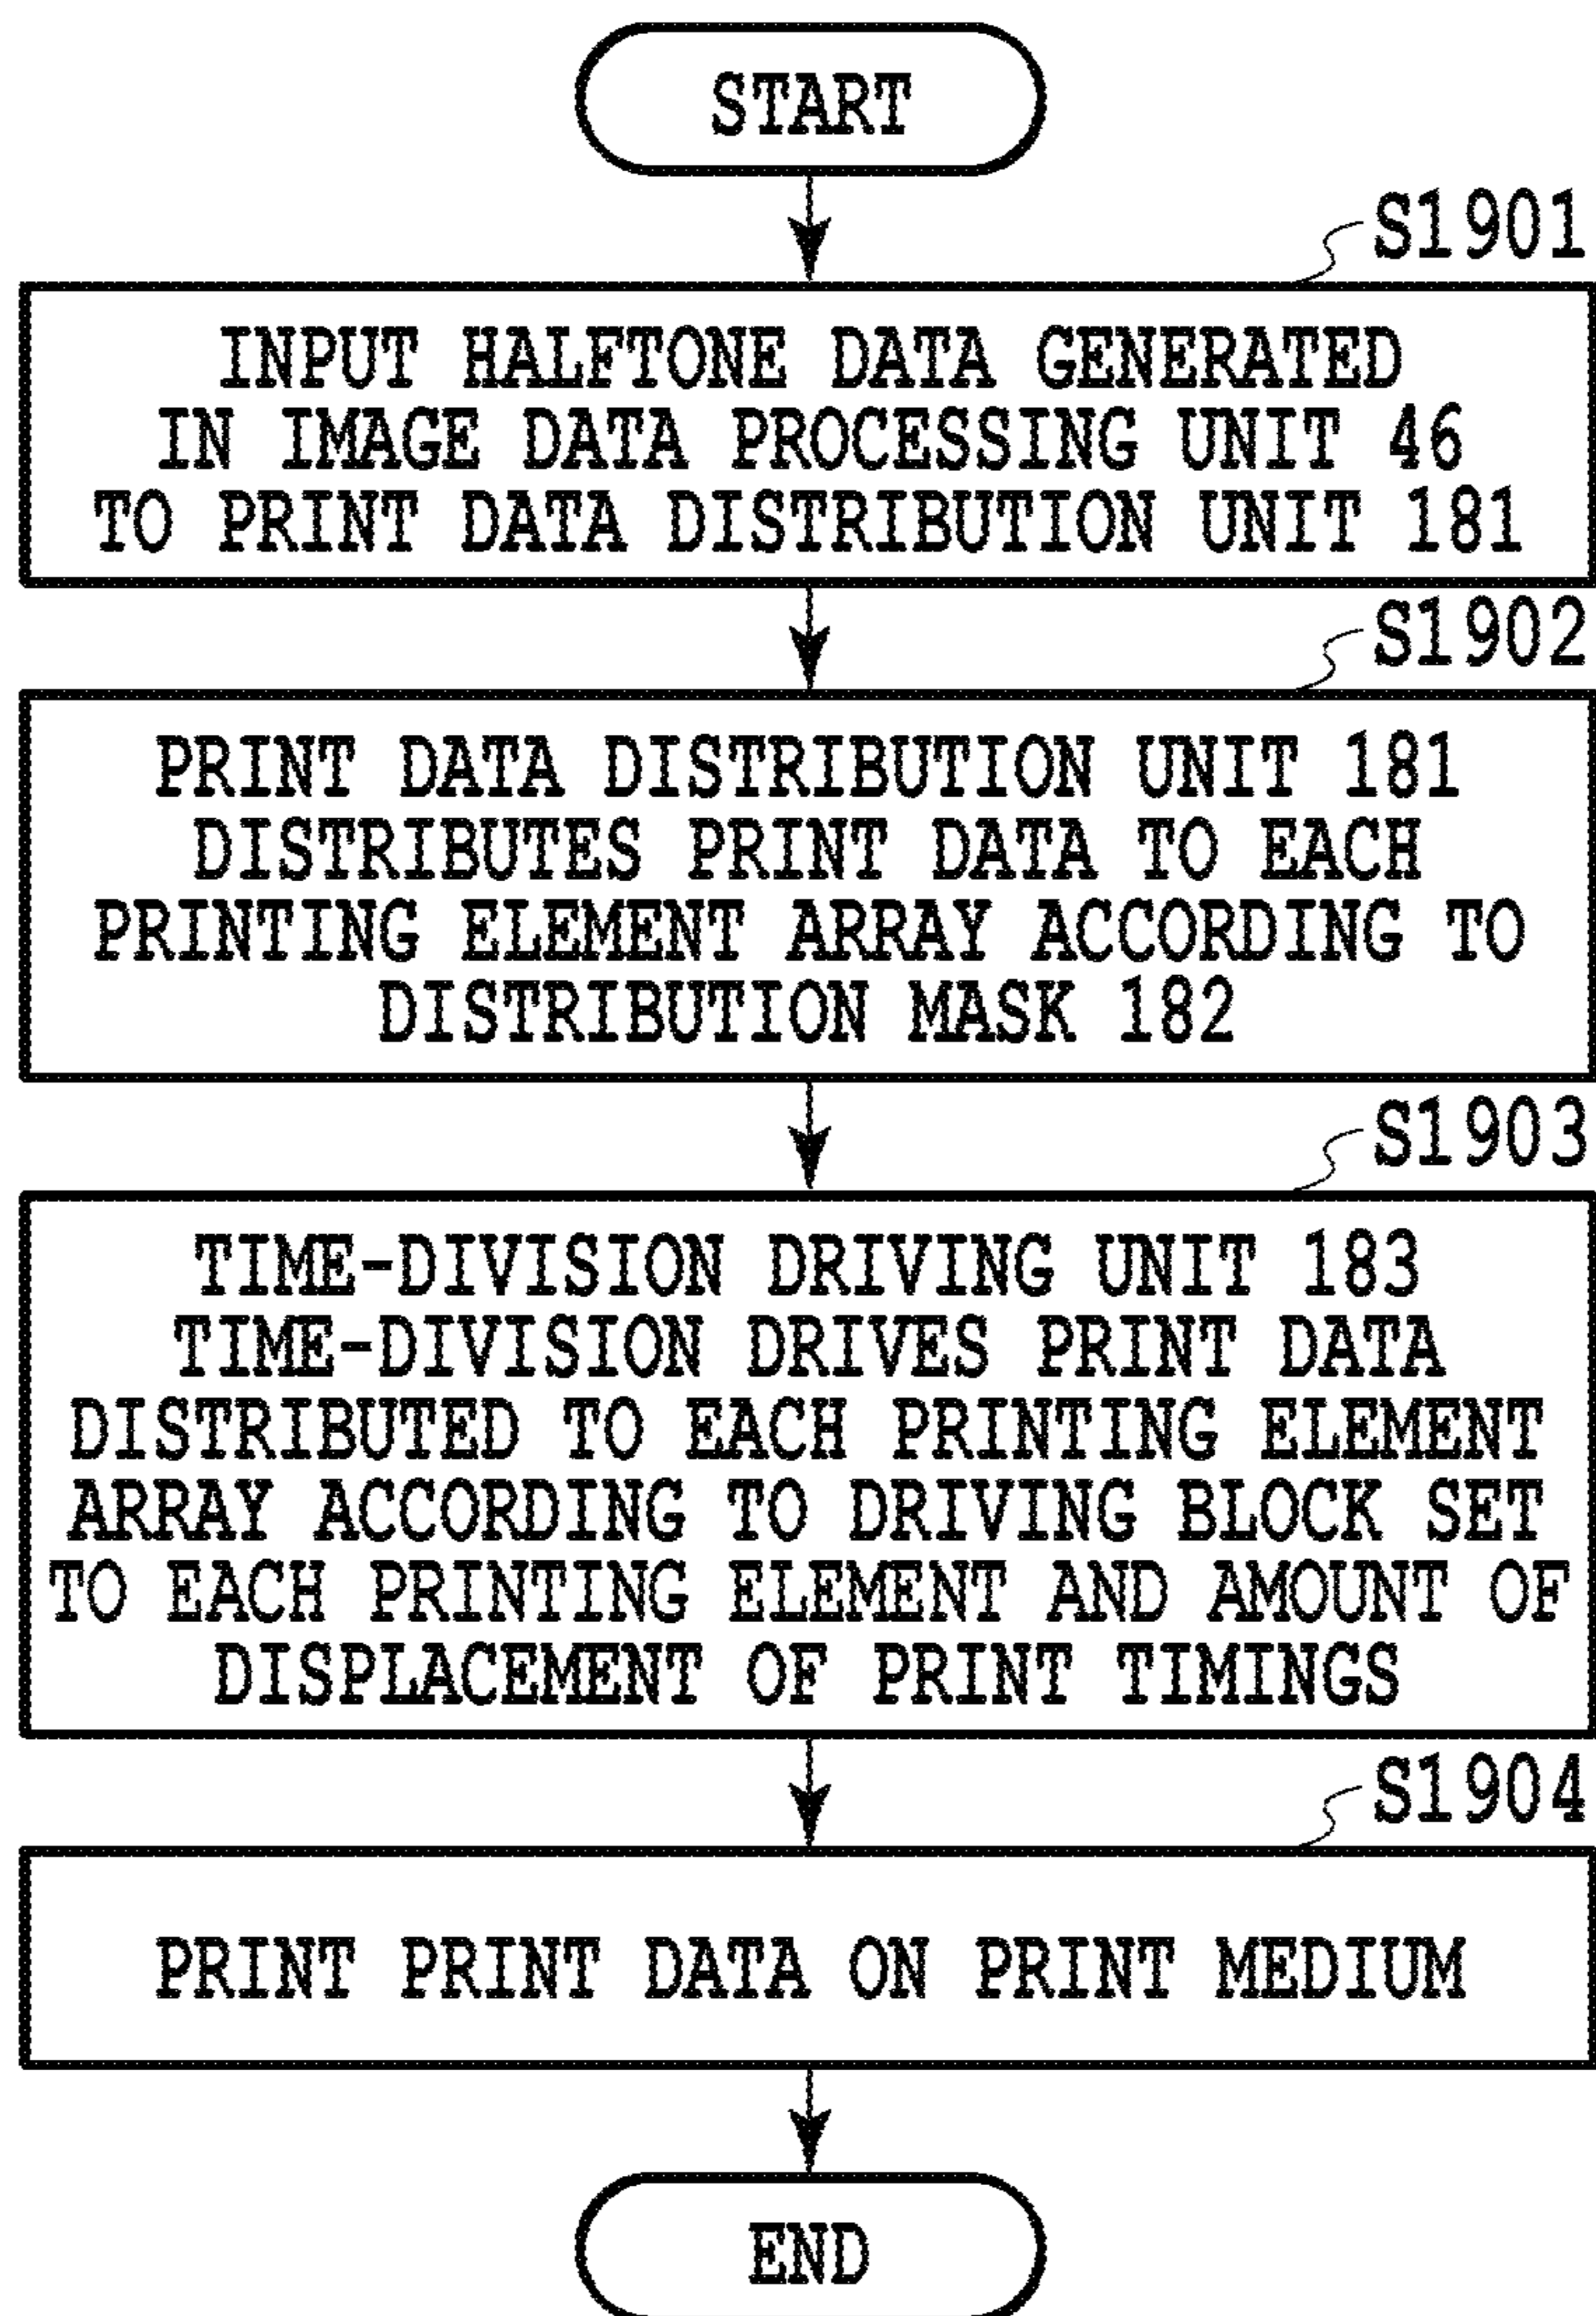 START
S1901
INPUT HALFTONE DATA GENERATED
IN IMAGE DATA PROCESSING UNIT 46
TO PRINT DATA DISTRIBUTION UNIT 181
S1902
PRINT DATA DISTRIBUTION UNIT 181
DISTRIBUTES PRINT DATA TO EACH
PRINTING ELEMENT ARRAY ACCORDING TO
DISTRIBUTION MASK 182
S1903
TIME-DIVISION DRIVING UNIT 183
TIME-DIVISION DRIVES PRINT DATA
DISTRIBUTED TO EACH PRINTING ELEMENT
ARRAY ACCORDING TO DRIVING BLOCK SET
TO EACH PRINTING ELEMENT AND AMOUNT OF
DISPLACEMENT OF PRINT TIMINGS
S1904
PRINT PRINT DATA ON PRINT MEDIUM
END